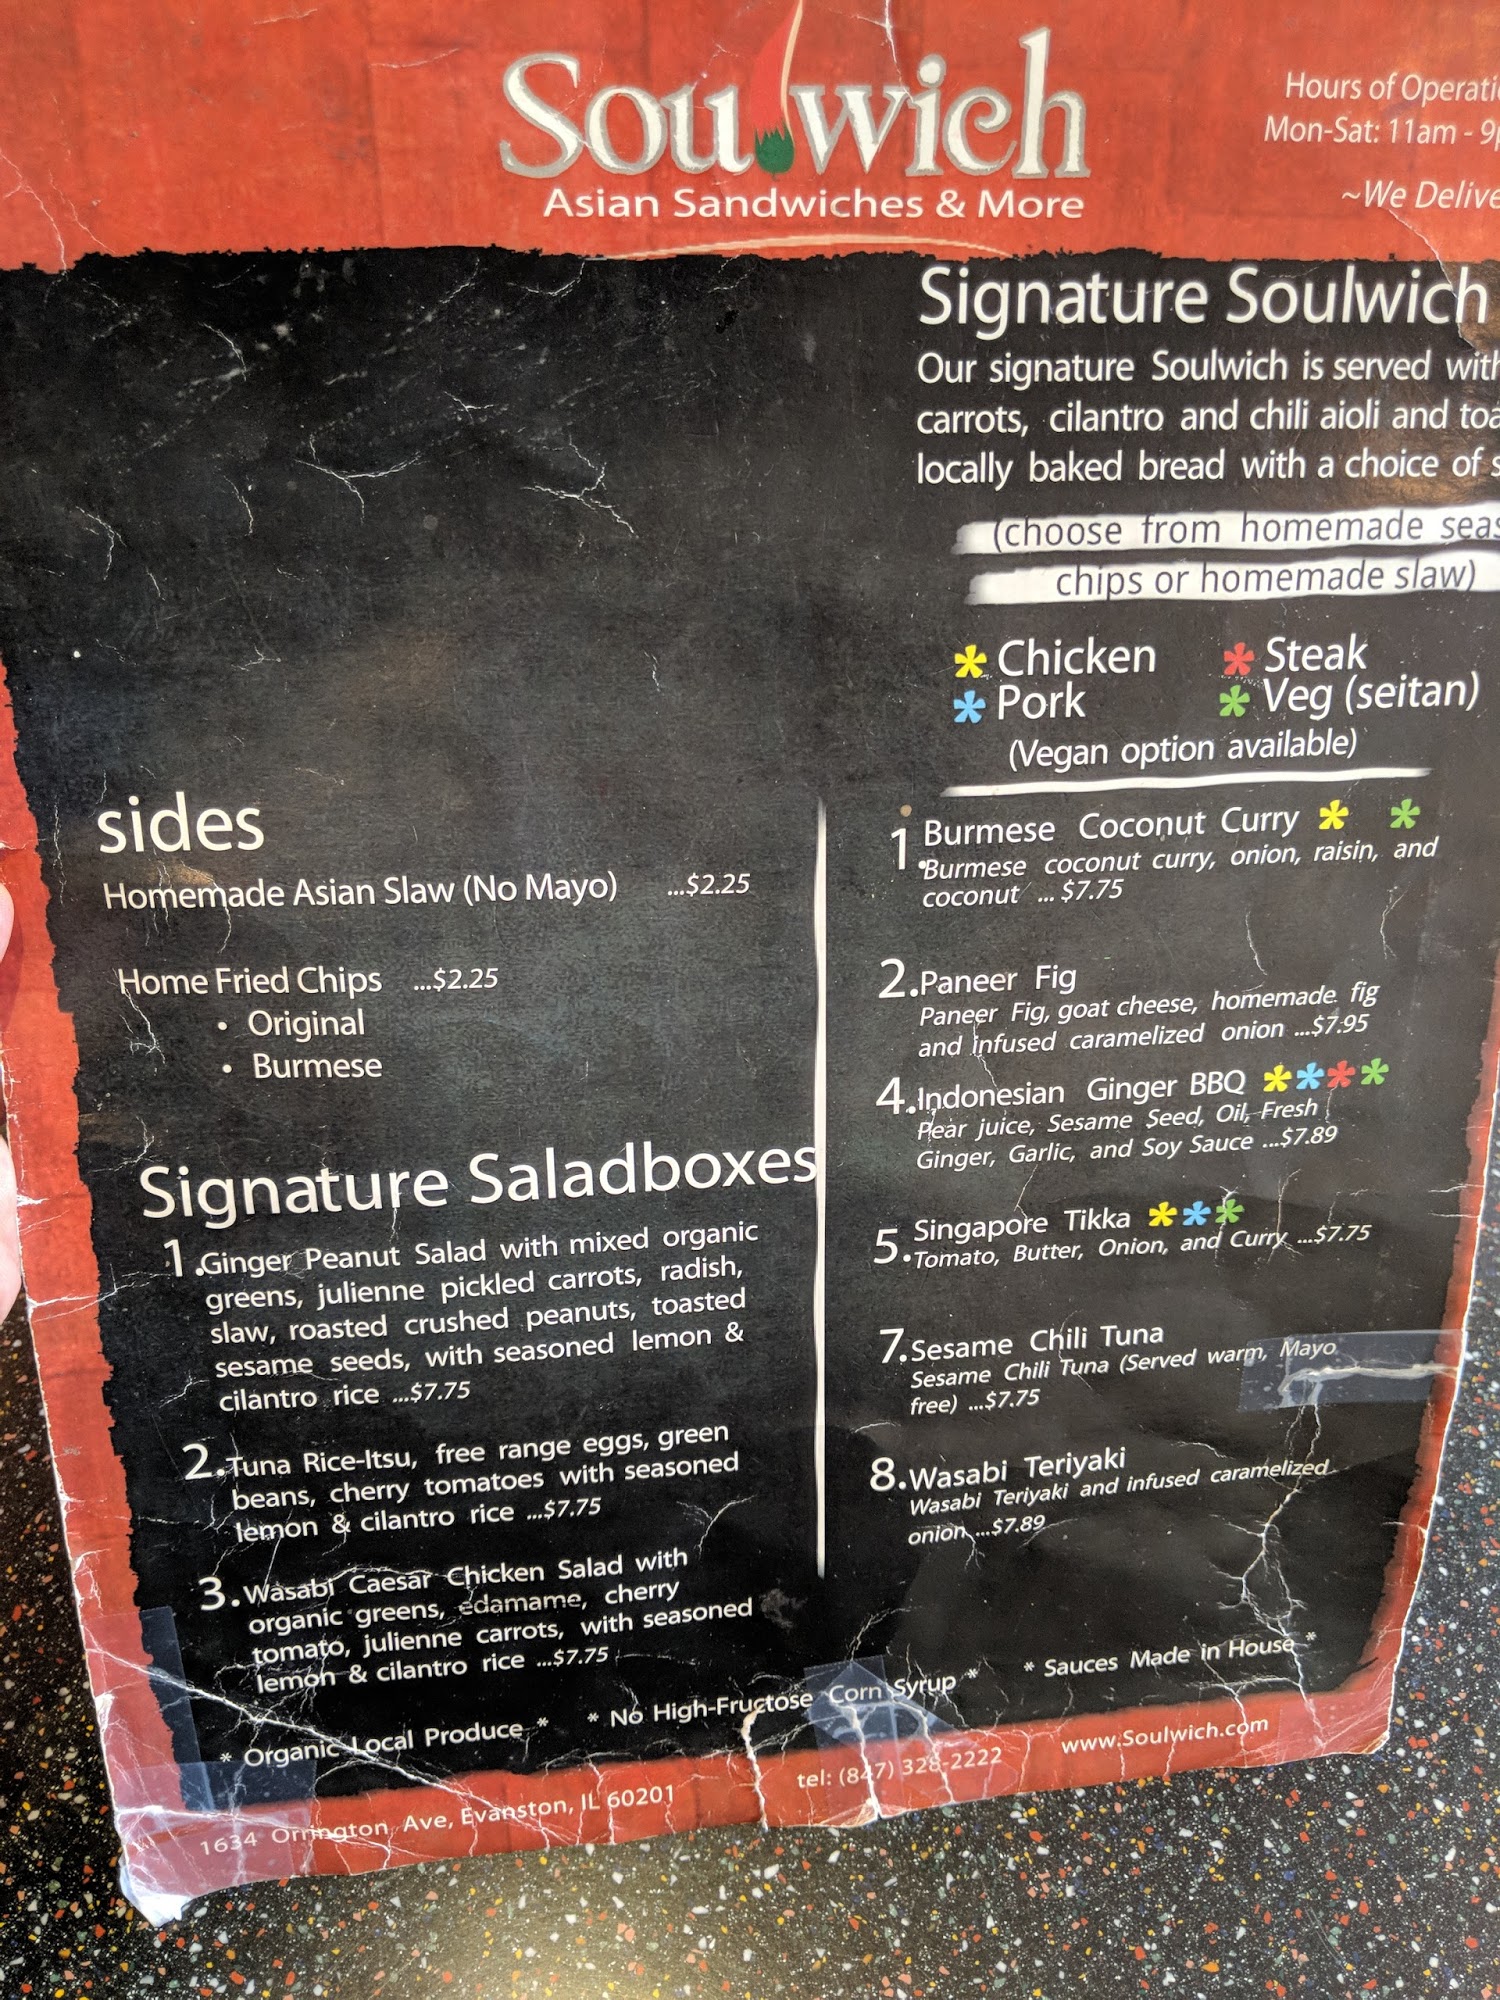 Soulwich
Asian Sandwiches & More
Hours of
Mon-Sat: 11am -
~We
sides
Homemade Asian Slaw (No Mayo) ...$2.25
Home Fried Chips ...$2.25
• Original
• Burmese
Signature Saladboxes
1. Ginger Peanut Salad with mixed organic
greens, julienne pickled carrots, radish,
slaw, roasted crushed peanuts, toasted
sesame seeds, with seasoned lemon &
cilantro rice ...$7.75
2. Tuna Rice-Itsu, free range eggs, green
beans, cherry tomatoes with seasoned
lemon & cilantro rice ...$7.75
3. Wasabi Caesar Chicken Salad with
organic greens, edamame, cherry
tomato, julienne carrots, with seasoned
lemon & cilantro rice ...$7.75
Signature Soulwich
Our signature Soulwich is served with
carrots, cilantro and chili aioli and
locally baked bread with a choice of
(choose from homemade
chips or homemade slaw)
* Chicken * Steak
* Pork * Veg (seitan)
(Vegan option available)
1. Burmese Coconut Curry * *
Burmese coconut curry, onion, raisin, and
coconut ... $7.75
2. Paneer Fig
Paneer Fig, goat cheese, homemade fig
and infused caramelized onion ...$7.95
4. Indonesian Ginger BBQ ****
Pear juice, Sesame Seed, Oil, Fresh
Ginger, Garlic, and Soy Sauce ...$7.89
5. Singapore Tikka ***
Tomato, Butter, Onion, and Curry ...$7.75
7. Sesame Chili Tuna
Sesame Chili Tuna (Served warm, Mayo
free) ...$7.75
8. Wasabi Teriyaki
Wasabi Teriyaki and infused caramelized
onion ...$7.89
* Organic Local Produce * * No High-Fructose Corn Syrup * * Sauces Made in House *
1634 Orrington Ave, Evanston, IL 60201 tel: (847) 328-2222 www.Soulwich.com